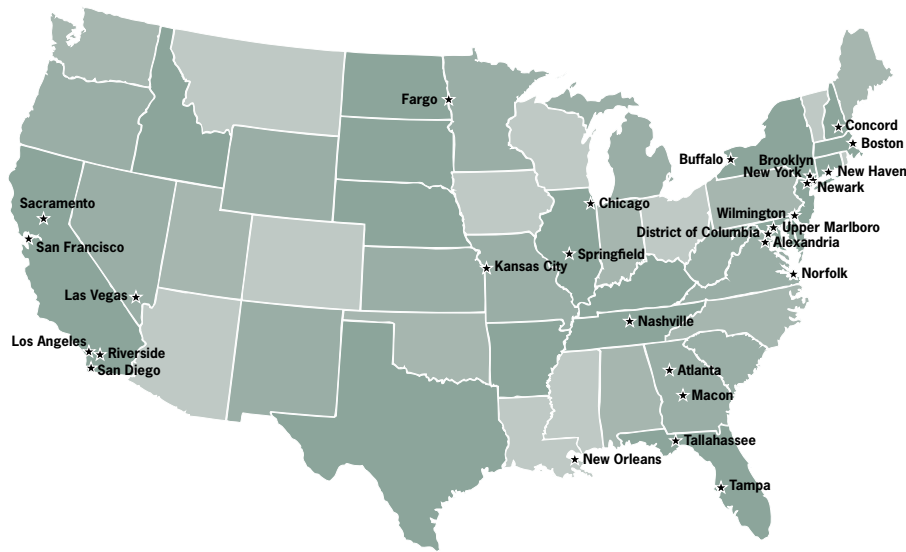 Fargo
Concord
Boston
Buffalo
Brooklyn
New York
New Haven
Newark
Sacramento
Chicago
Wilmington
Upper Marlboro
District of Columbia
Alexandria
San Francisco
Springfield
Kansas City
Norfolk
Las Vegas
Nashville
Los Angeles
Riverside
San Diego
Atlanta
Macon
Tallahassee
New Orleans
Tampa